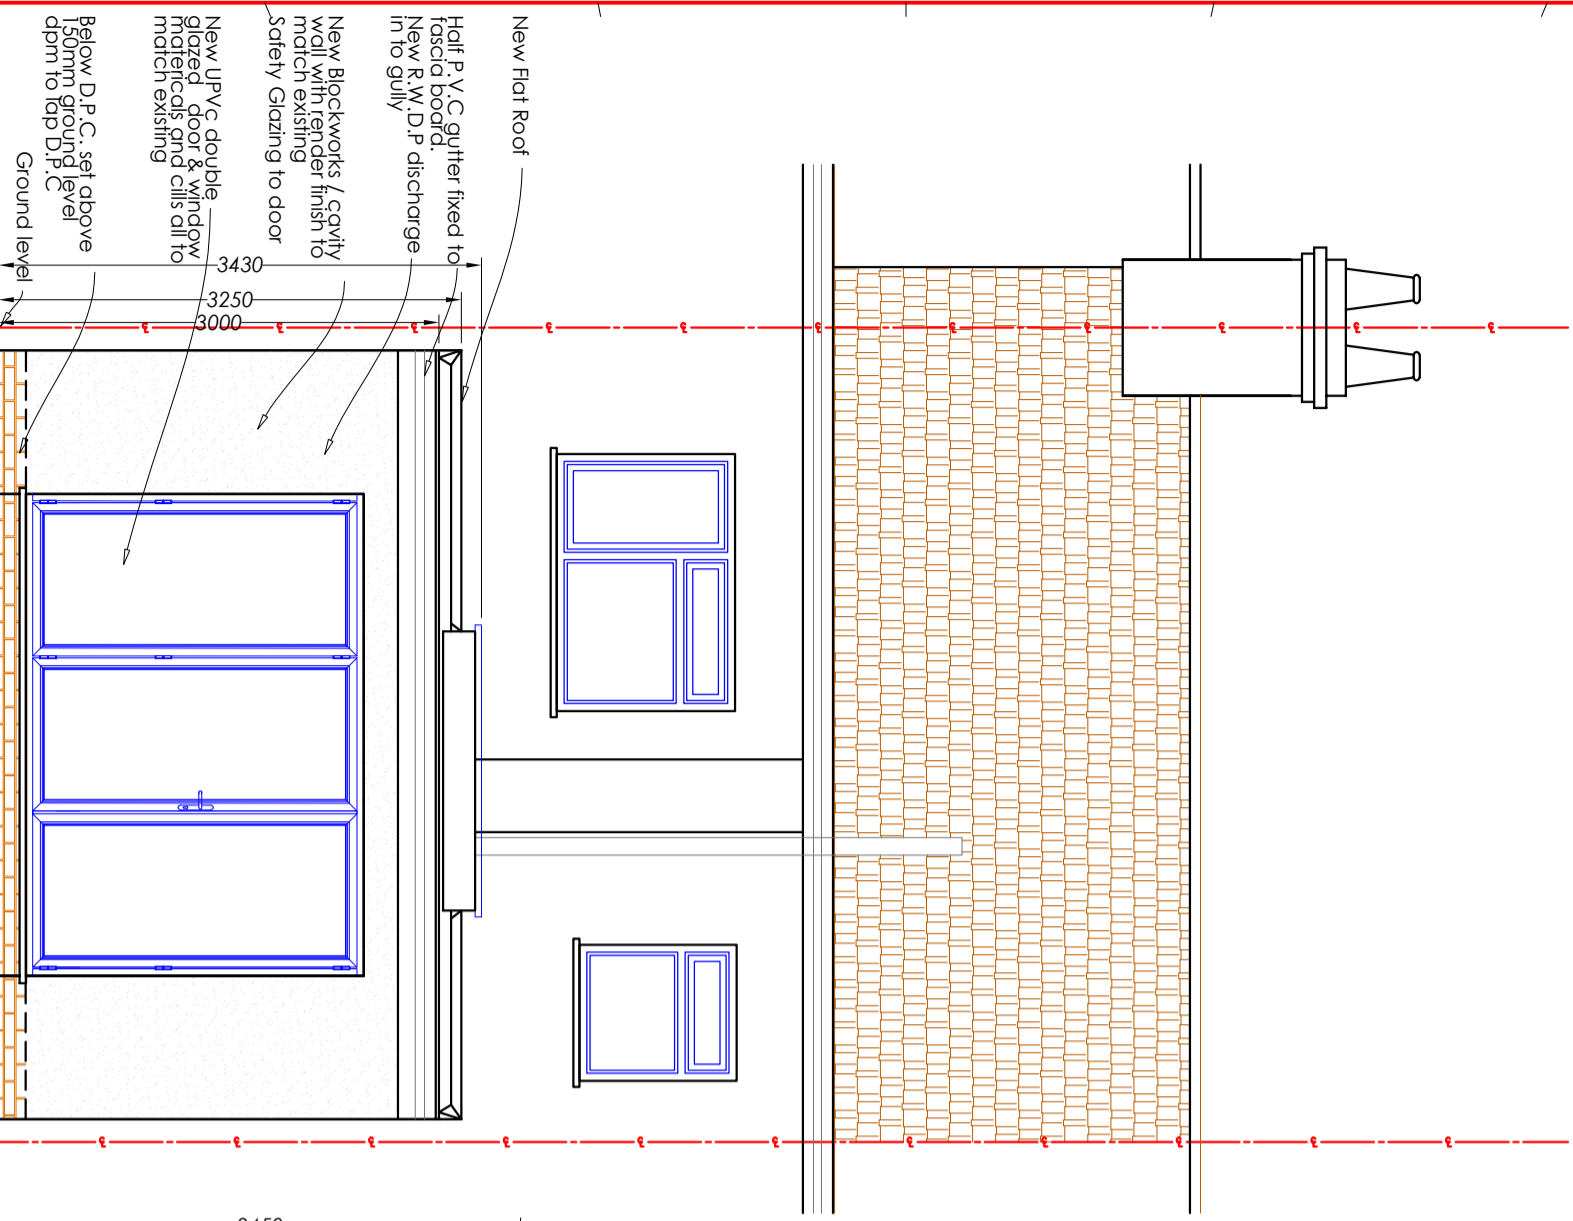 New Flat Roof
Half P.V.C gutter fixed to
fascia board.
New R.W.D.P discharge
in to gully
New Blockworks / cavity
wall with render finish to
match existing
Safety Glazing to door
New UPVc double
glazed door & window
matericals and cills all to
match existing
Below D.P.C. set above
150mm ground level
dpm to lap D.P.C
Ground level
3430
3250
3000